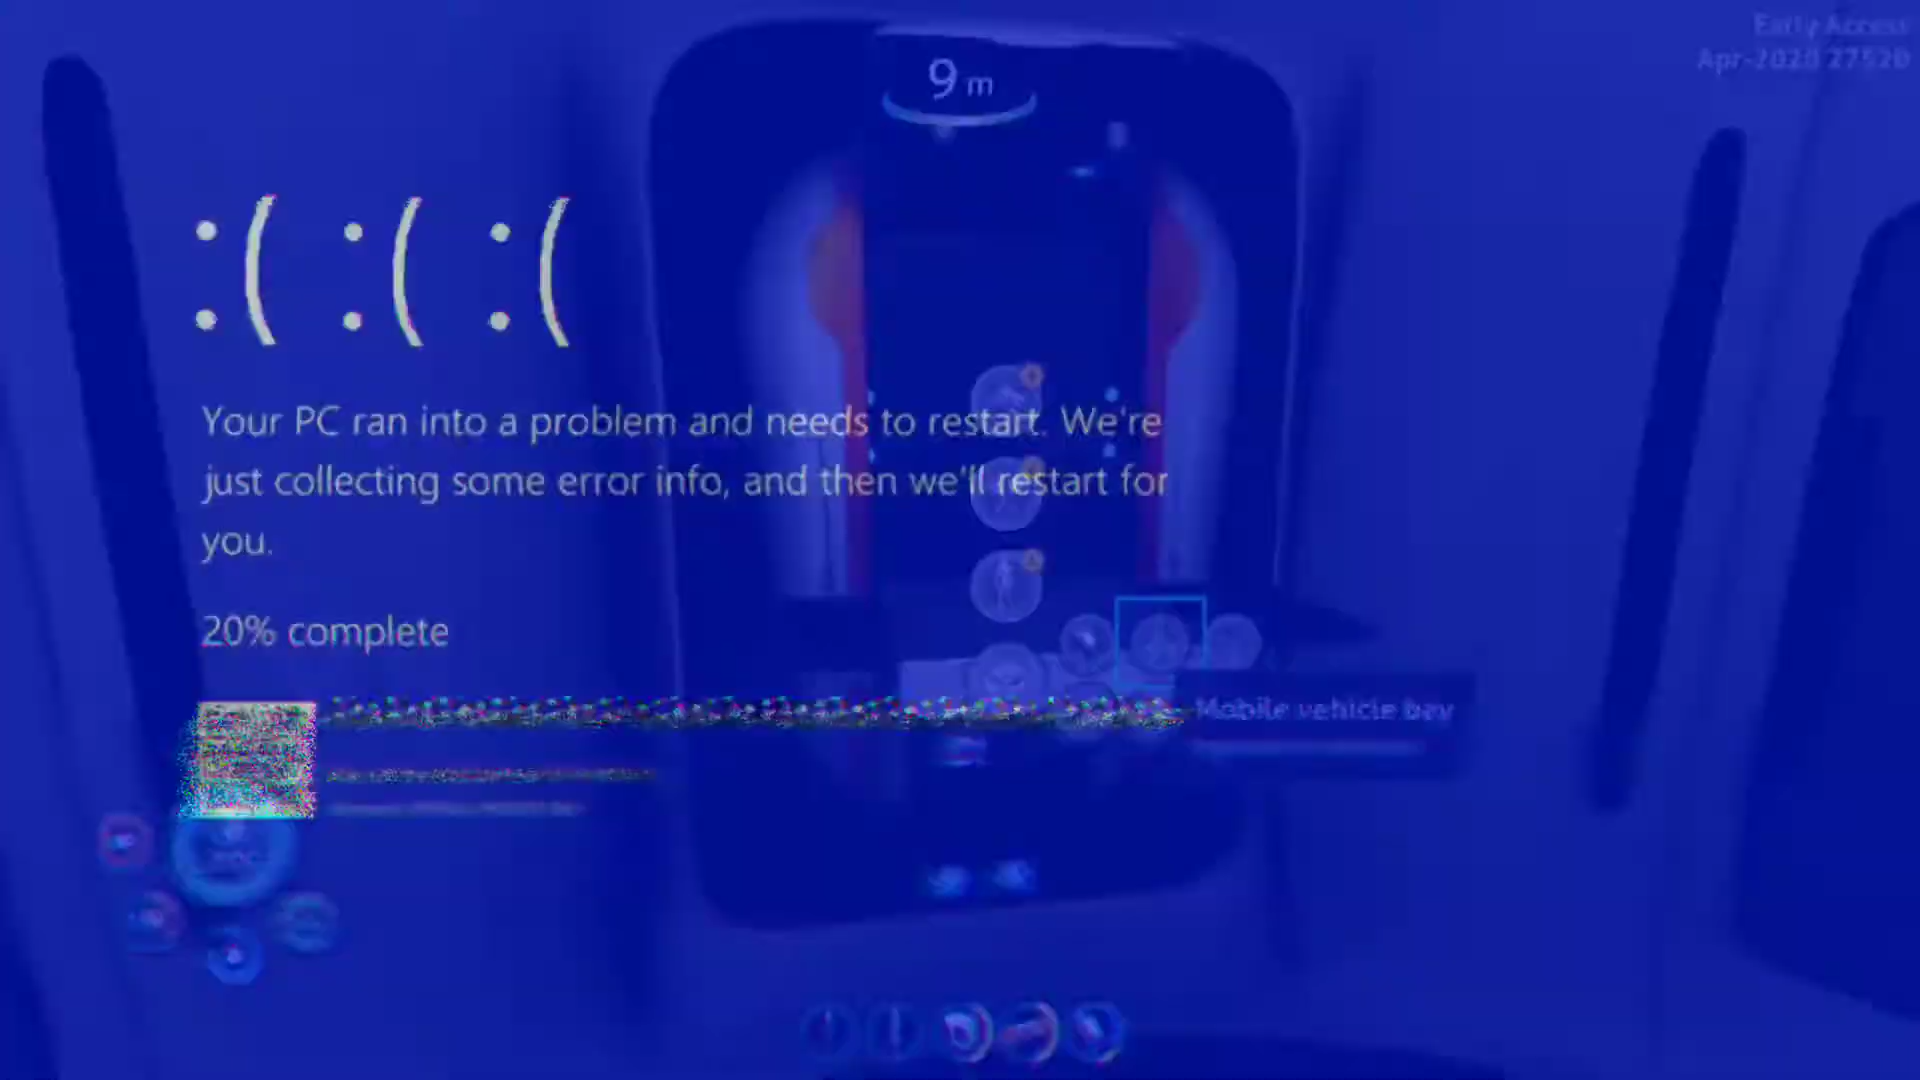 Early Access
Apr-2020 27520
9 m
:( :( :(
Your PC ran into a problem and needs to restart. We're
just collecting some error info, and then we'll restart for
you.
20% complete
Mobile vehicle bay